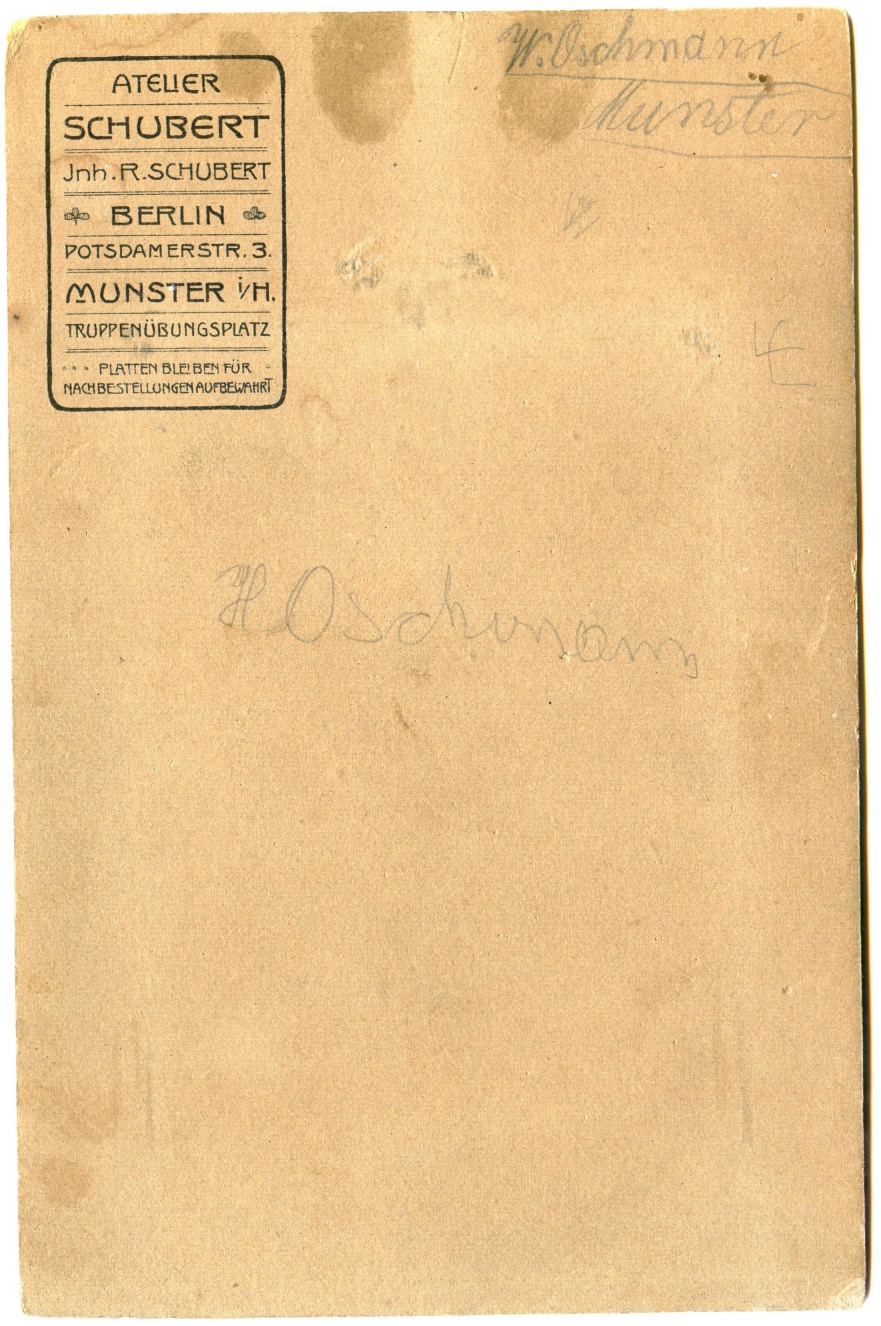 ATELIER
SCHUBERT
Jnh. R. SCHUBERT
BERLIN
POTSDAMERSTR. 3.
MUNSTER i/H.
TRUPPENÜBUNGSPLATZ
PLATTEN BLEIBEN FÜR
NACHBESTELLUNGEN AUFBEWAHRT
W. Oschmann
Munster
H. Oschmann